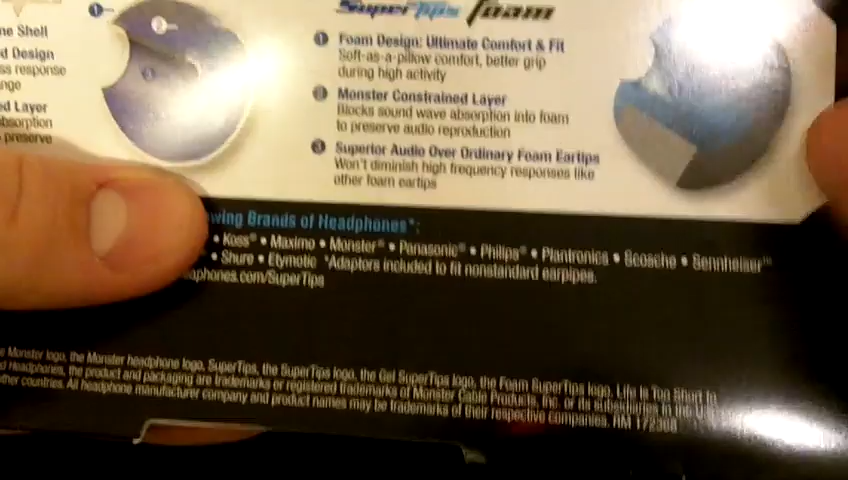 SuperTips foam
ne Shell
d Design
ss response
nge
ed Layer
absorption
preserve
1 Foam Design: Ultimate Comfort & Fit
Soft-as-a-pillow comfort, better grip
during high activity
2 Monster Constrained Layer
Blocks sound wave absorption into foam
to preserve audio reproduction
3 Superior Audio Over Ordinary Foam Eartips
Won't diminish high frequency responses like
other foam eartips
wing Brands of Headphones*:
• Koss® • Maximo • Monster® • Panasonic® • Philips® • Plantronics • Scosche • Sennheiser™
• Shure • Etymotic *Adaptors included to fit nonstandard earpipes.
aphones.com/SuperTips
e Monster logo, the Monster headphone logo, SuperTips, the SuperTips logo, the Gel SuperTips logo, the Foam SuperTips logo, Life is Too Short to
d Headphones, the product and packaging are trademarks or registered trademarks of Monster Cable Products, Inc. or its subsidiaries in the
other countries. All headphone manufacturer company and product names may be trademarks of their respective companies.